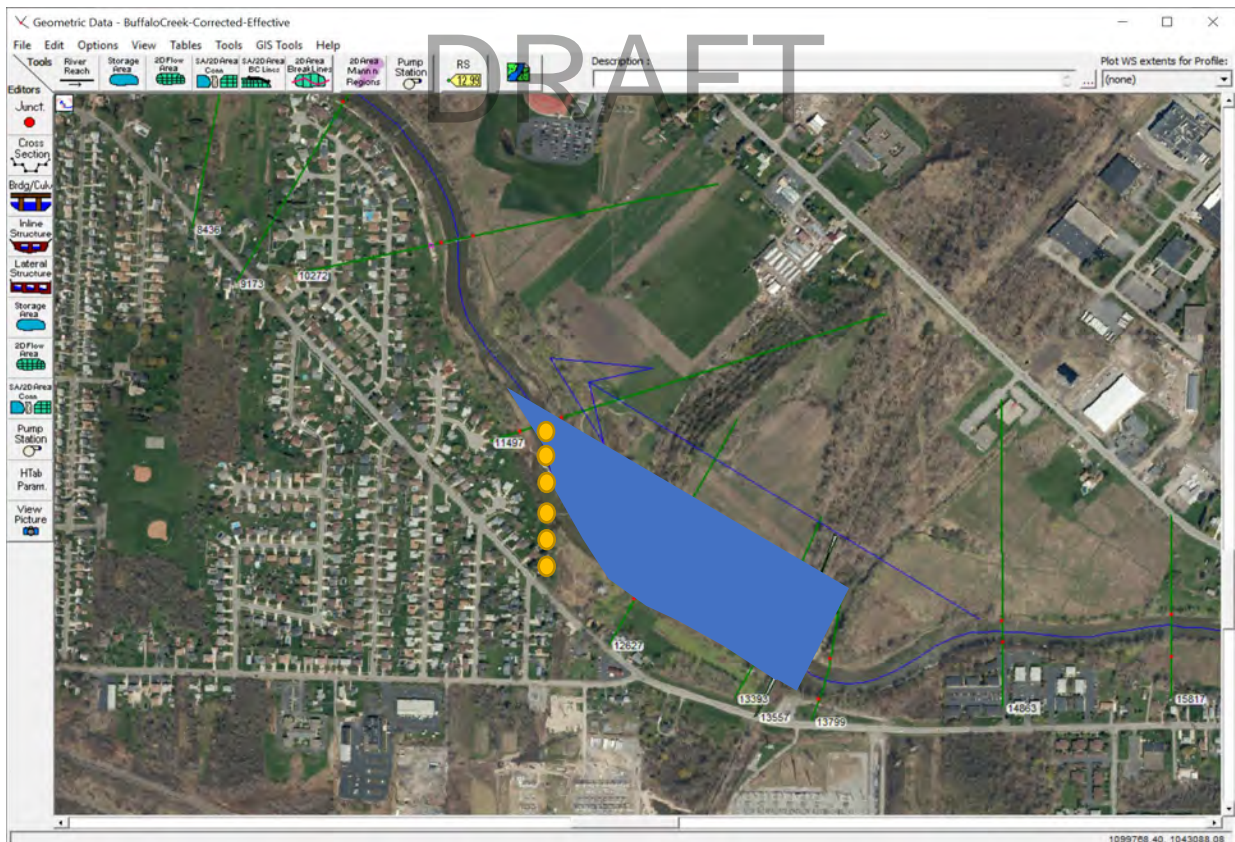 Geometric Data - BuffaloCreek-Corrected-Effective
File Edit Options View Tables Tools GIS Tools Help
DRAFT
Tools
River Reach
Storage Area
2D Flow Area
SA/2D Area Conn
SA/2D Area BC Lines
2D Area BreakLines
2D Area Mann n Regions
Pump Station
RS
12.99
Description :
...
Plot WS extents for Profile:
(none)
Editors
Junct.
Cross Section
Brdg/Culv
Inline Structure
Lateral Structure
Storage Area
2D Flow Area
SA/2D Area Conn
Pump Station
HTab Param.
View Picture
8436
9173
10272
11497
12627
13393
13557
13799
14863
15817
1099768.40, 1043088.08